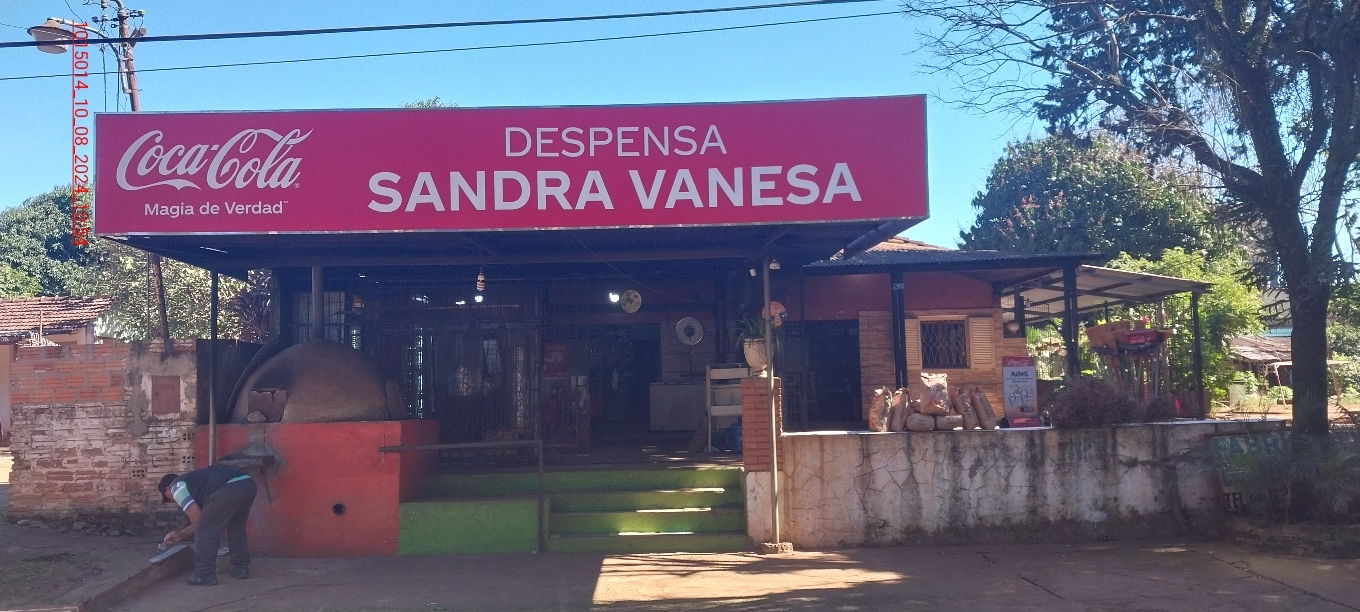 Coca-Cola
Magia de Verdad
DESPENSA
SANDRA VANESA
AdeS